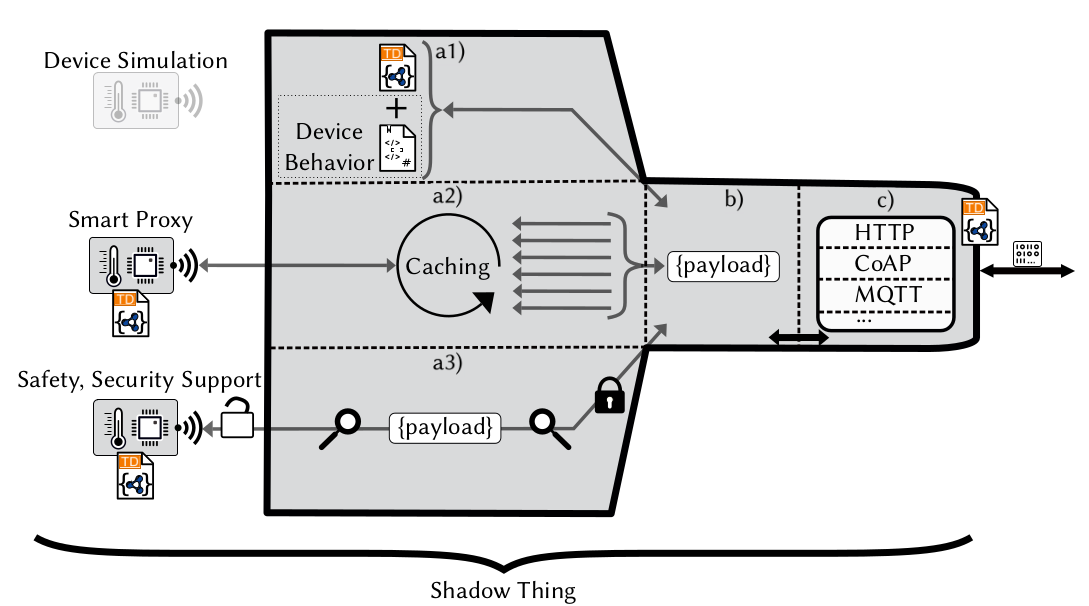 Device Simulation
TD
a1)
+
Device
Behavior
</>
</>
#
Smart Proxy
TD
a2)
Caching
{payload}
b)
c)
HTTP
CoAP
MQTT
...
TD
Safety, Security Support
TD
a3)
{payload}
Shadow Thing